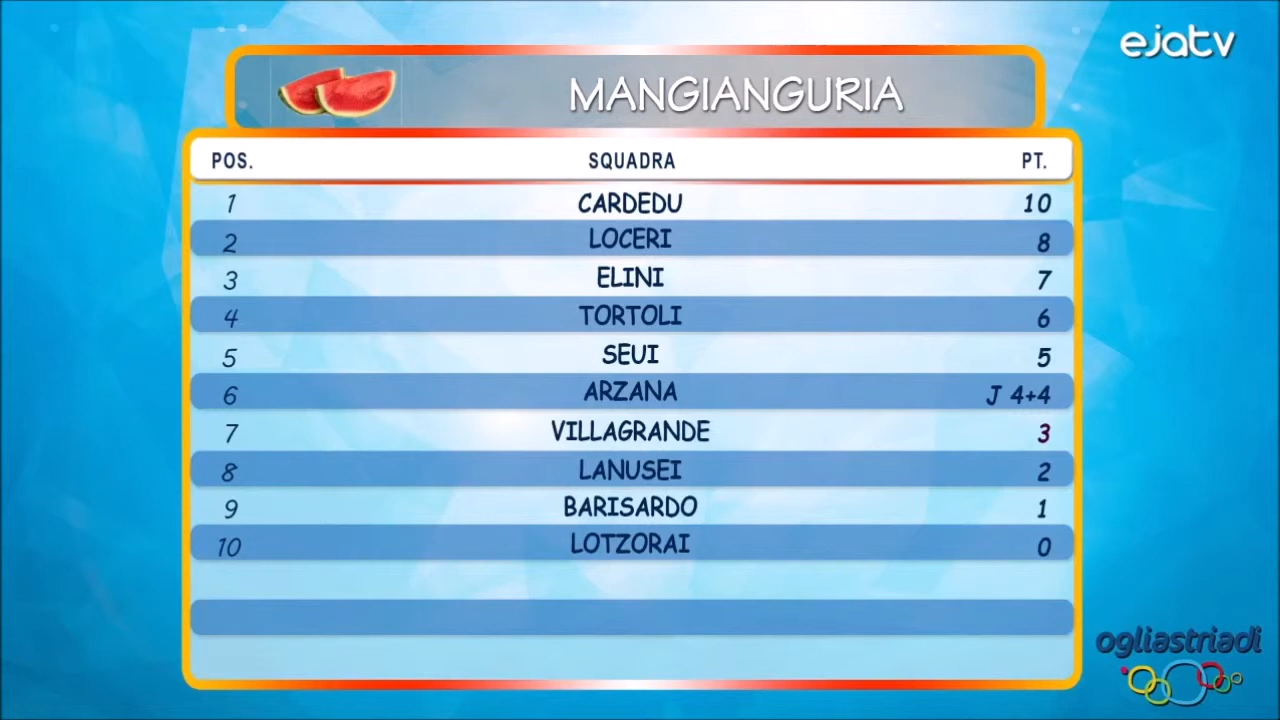 ejatv
MANGIANGURIA
POS. SQUADRA PT.
1 CARDEDU 10
2 LOCERI 8
3 ELINI 7
4 TORTOLI 6
5 SEUI 5
6 ARZANA J 4+4
7 VILLAGRANDE 3
8 LANUSEI 2
9 BARISARDO 1
10 LOTZORAI 0
ogliastriadi